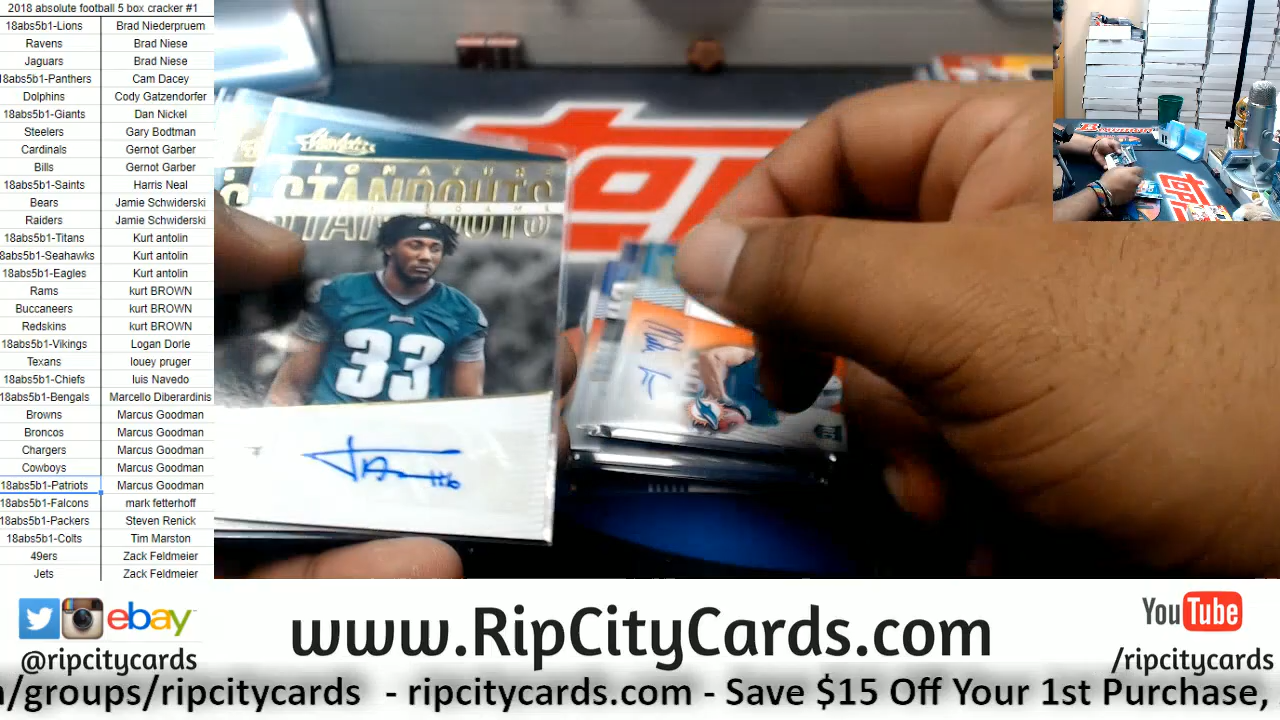 2018 absolute football 5 box cracker #1
18abs5b1-Lions Brad Niederpruem
Ravens Brad Niese
Jaguars Brad Niese
18abs5b1-Panthers Cam Dacey
Dolphins Cody Gatzendorfer
18abs5b1-Giants Dan Nickel
Steelers Gary Bodtman
Cardinals Gernot Garber
Bills Gernot Garber
18abs5b1-Saints Harris Neal
Bears Jamie Schwiderski
Raiders Jamie Schwiderski
18abs5b1-Titans Kurt antolin
18abs5b1-Seahawks Kurt antolin
18abs5b1-Eagles Kurt antolin
Rams kurt BROWN
Buccaneers kurt BROWN
Redskins kurt BROWN
18abs5b1-Vikings Logan Dorle
Texans louey pruger
18abs5b1-Chiefs luis Navedo
18abs5b1-Bengals Marcello Diberardinis
Browns Marcus Goodman
Broncos Marcus Goodman
Chargers Marcus Goodman
Cowboys Marcus Goodman
18abs5b1-Patriots Marcus Goodman
18abs5b1-Falcons mark fetterhoff
18abs5b1-Packers Steven Renick
18abs5b1-Colts Tim Marston
49ers Zack Feldmeier
Jets Zack Feldmeier
Absolute
SIGNATURE
STANDOUTS
ADAMS
33
ebay
@ripcitycards
www.RipCityCards.com
YouTube
/ripcitycards
/groups/ripcitycards - ripcitycards.com - Save $15 Off Your 1st Purchase,